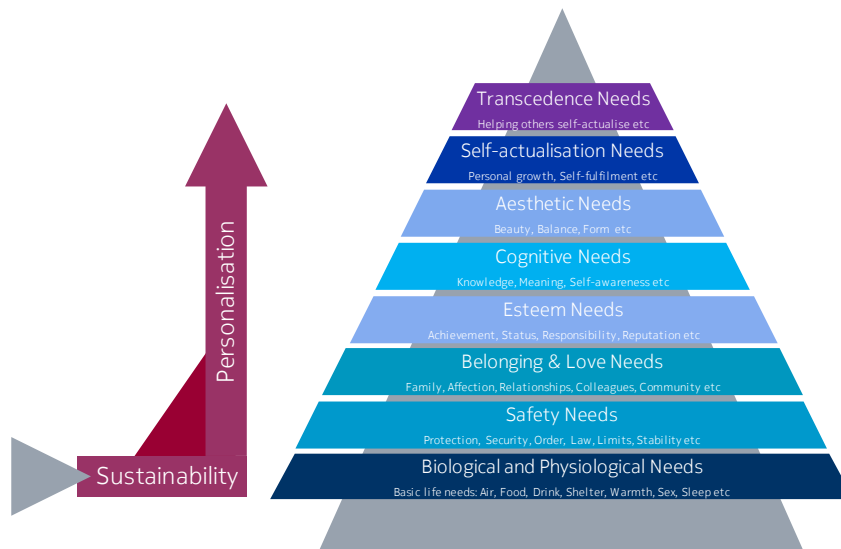 Transcedence Needs
Helping others self-actualise etc
Self-actualisation Needs
Personal growth, Self-fulfilment etc
Aesthetic Needs
Beauty, Balance, Form etc
Cognitive Needs
Knowledge, Meaning, Self-awareness etc
Esteem Needs
Achievement, Status, Responsibility, Reputation etc
Belonging & Love Needs
Family, Affection, Relationships, Colleagues, Community etc
Safety Needs
Protection, Security, Order, Law, Limits, Stability etc
Biological and Physiological Needs
Basic life needs: Air, Food, Drink, Shelter, Warmth, Sex, Sleep etc
Personalisation
Sustainability